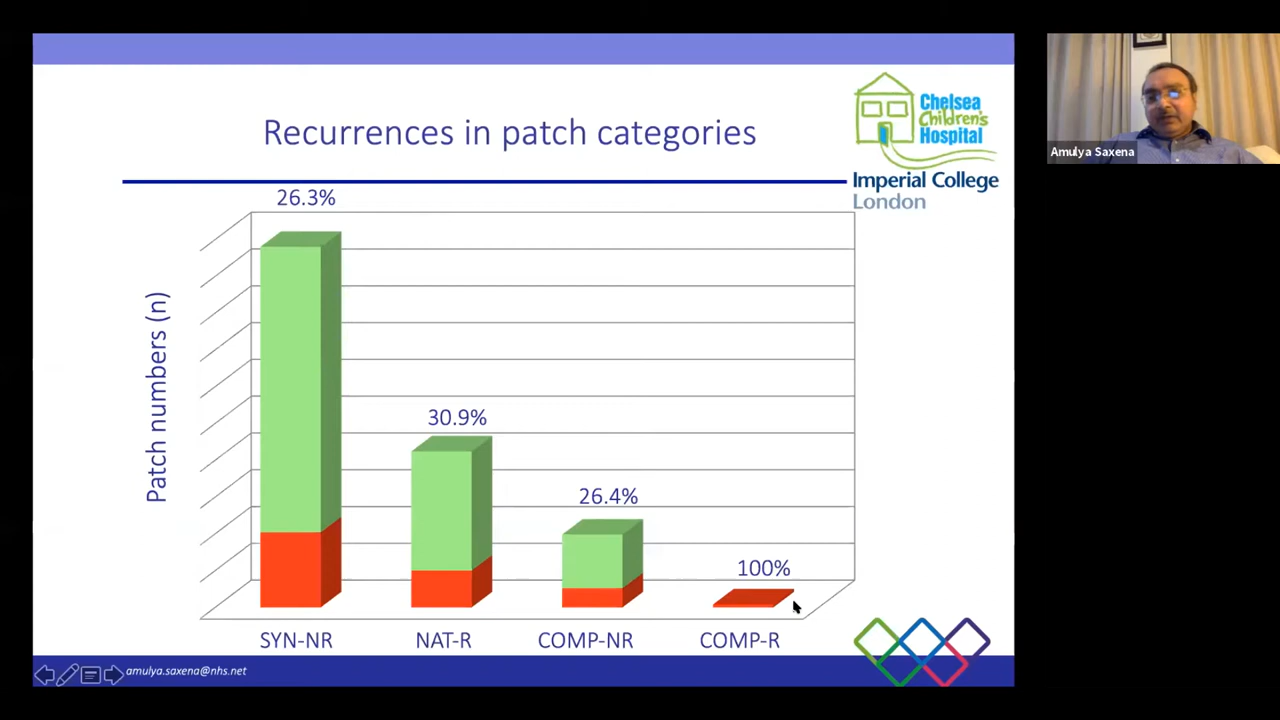 Recurrences in patch categories
Chelsea
Children's
Hospital
Imperial College
London
Amulya Saxena
26.3%
30.9%
26.4%
100%
Patch numbers (n)
SYN-NR
NAT-R
COMP-NR
COMP-R
amulya.saxena@nhs.net